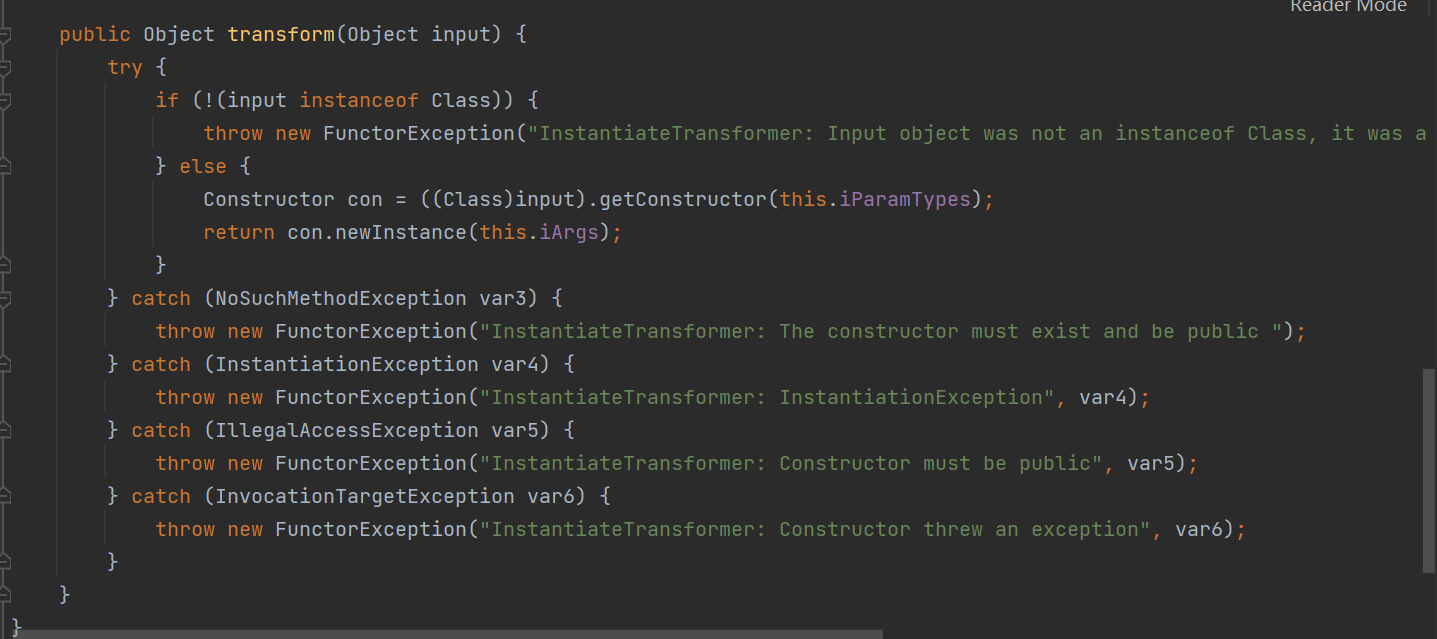 Reader Mode
public Object transform(Object input) {
try {
if (!(input instanceof Class)) {
throw new FunctorException("InstantiateTransformer: Input object was not an instanceof Class, it was a
} else {
Constructor con = ((Class)input).getConstructor(this.iParamTypes);
return con.newInstance(this.iArgs);
}
} catch (NoSuchMethodException var3) {
throw new FunctorException("InstantiateTransformer: The constructor must exist and be public ");
} catch (InstantiationException var4) {
throw new FunctorException("InstantiateTransformer: InstantiationException", var4);
} catch (IllegalAccessException var5) {
throw new FunctorException("InstantiateTransformer: Constructor must be public", var5);
} catch (InvocationTargetException var6) {
throw new FunctorException("InstantiateTransformer: Constructor threw an exception", var6);
}
}
}